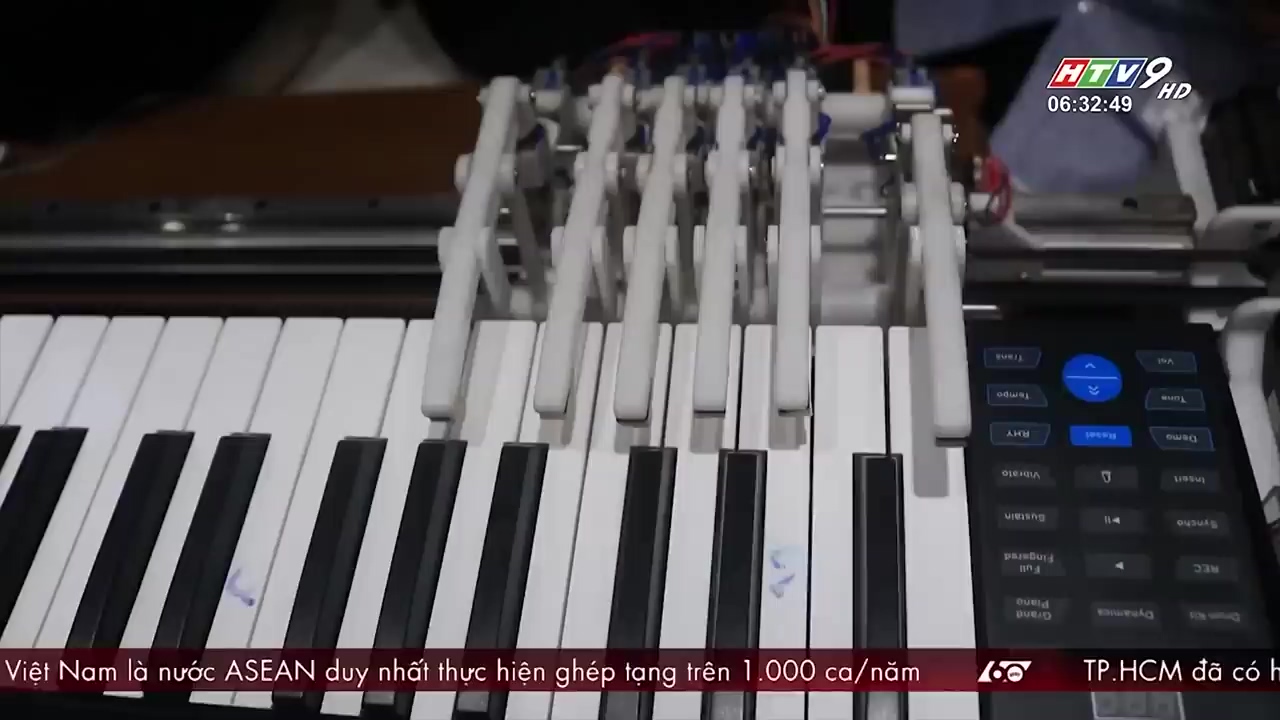 HTV9 HD
06:32:49
Trans
Vol
Tempo
Tone
RHY
Reset
Demo
Vibrato
Insert
Sustain
Synchro
Full Fingered
REC
Grand Piano
Dynamics
Drum Kit
Việt Nam là nước ASEAN duy nhất thực hiện ghép tạng trên 1.000 ca/năm
60
TP.HCM đã có h